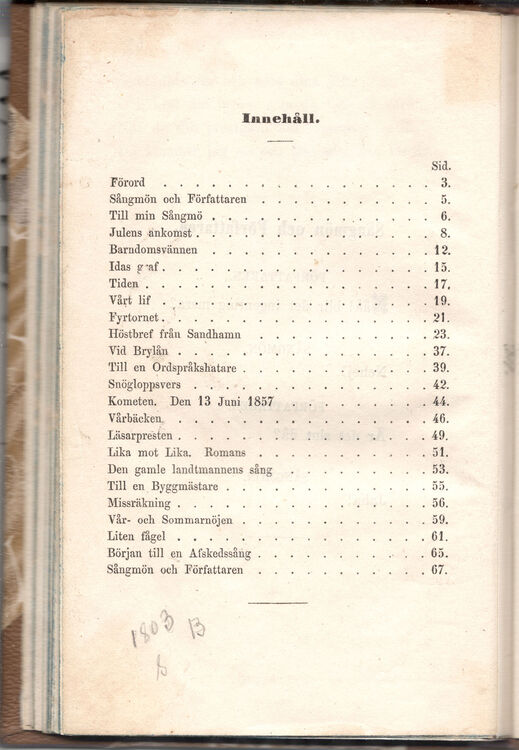 Innehåll.
Sid.
Förord . . . . . . . . . . . . . . . 3.
Sångmön och Författaren . . . . . . . . . . 5.
Till min Sångmö . . . . . . . . . . . . 6.
Julens ankomst . . . . . . . . . . . . . 8.
Barndomsvännen . . . . . . . . . . . . 12.
Idas graf . . . . . . . . . . . . . . 15.
Tiden . . . . . . . . . . . . . . . 17.
Vårt lif . . . . . . . . . . . . . . 19.
Fyrtornet . . . . . . . . . . . . . . 21.
Höstbref från Sandhamn . . . . . . . . . . 23.
Vid Brylån . . . . . . . . . . . . . . 37.
Till en Ordspråkshatare . . . . . . . . . . 39.
Snögloppsvers . . . . . . . . . . . . . 42.
Kometen. Den 13 Juni 1857 . . . . . . . . 44.
Vårbäcken . . . . . . . . . . . . . . 46.
Läsarpresten . . . . . . . . . . . . . . 49.
Lika mot Lika. Romans . . . . . . . . . . 51.
Den gamle landtmannens sång . . . . . . . . 53.
Till en Byggmästare . . . . . . . . . . . 55.
Missräkning . . . . . . . . . . . . . . 56.
Vår- och Sommarnöjen . . . . . . . . . . 59.
Liten fågel . . . . . . . . . . . . . . 61.
Början till en Afskedssång . . . . . . . . . 65.
Sångmön och Författaren . . . . . . . . . . 67.
1803 B